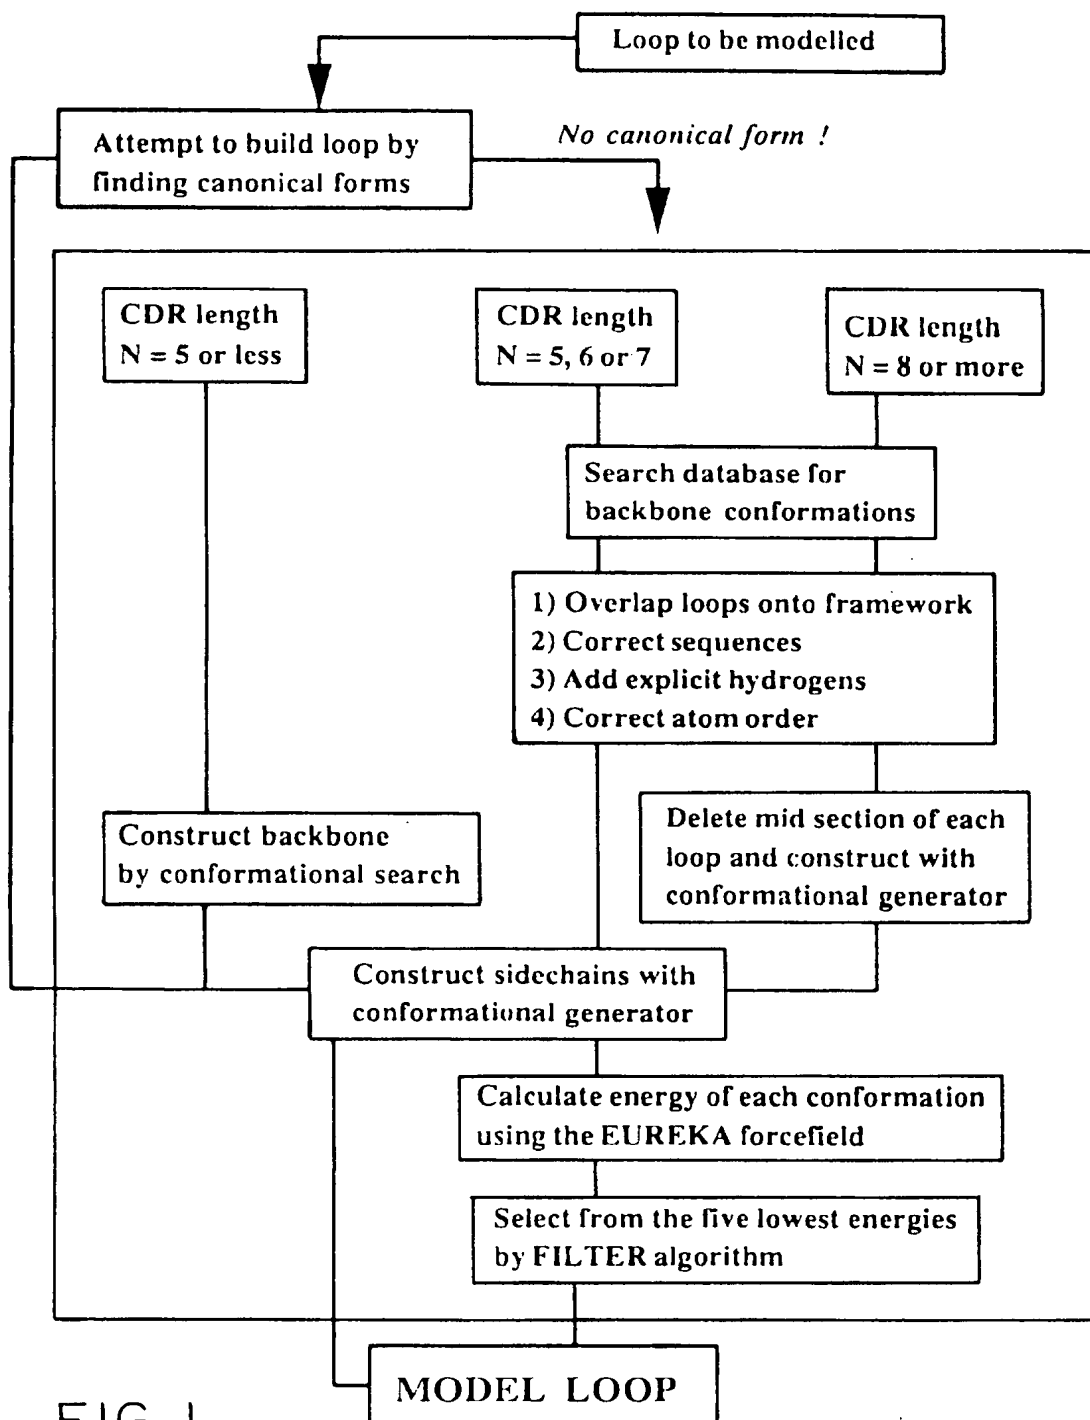 Loop to be modelled
Attempt to build loop by
finding canonical forms
No canonical form !
CDR length
N = 5 or less
CDR length
N = 5, 6 or 7
CDR length
N = 8 or more
Search database for
backbone conformations
1) Overlap loops onto framework
2) Correct sequences
3) Add explicit hydrogens
4) Correct atom order
Construct backbone
by conformational search
Delete mid section of each
loop and construct with
conformational generator
Construct sidechains with
conformational generator
Calculate energy of each conformation
using the EUREKA forcefield
Select from the five lowest energies
by FILTER algorithm
MODEL LOOP
FIG. 1